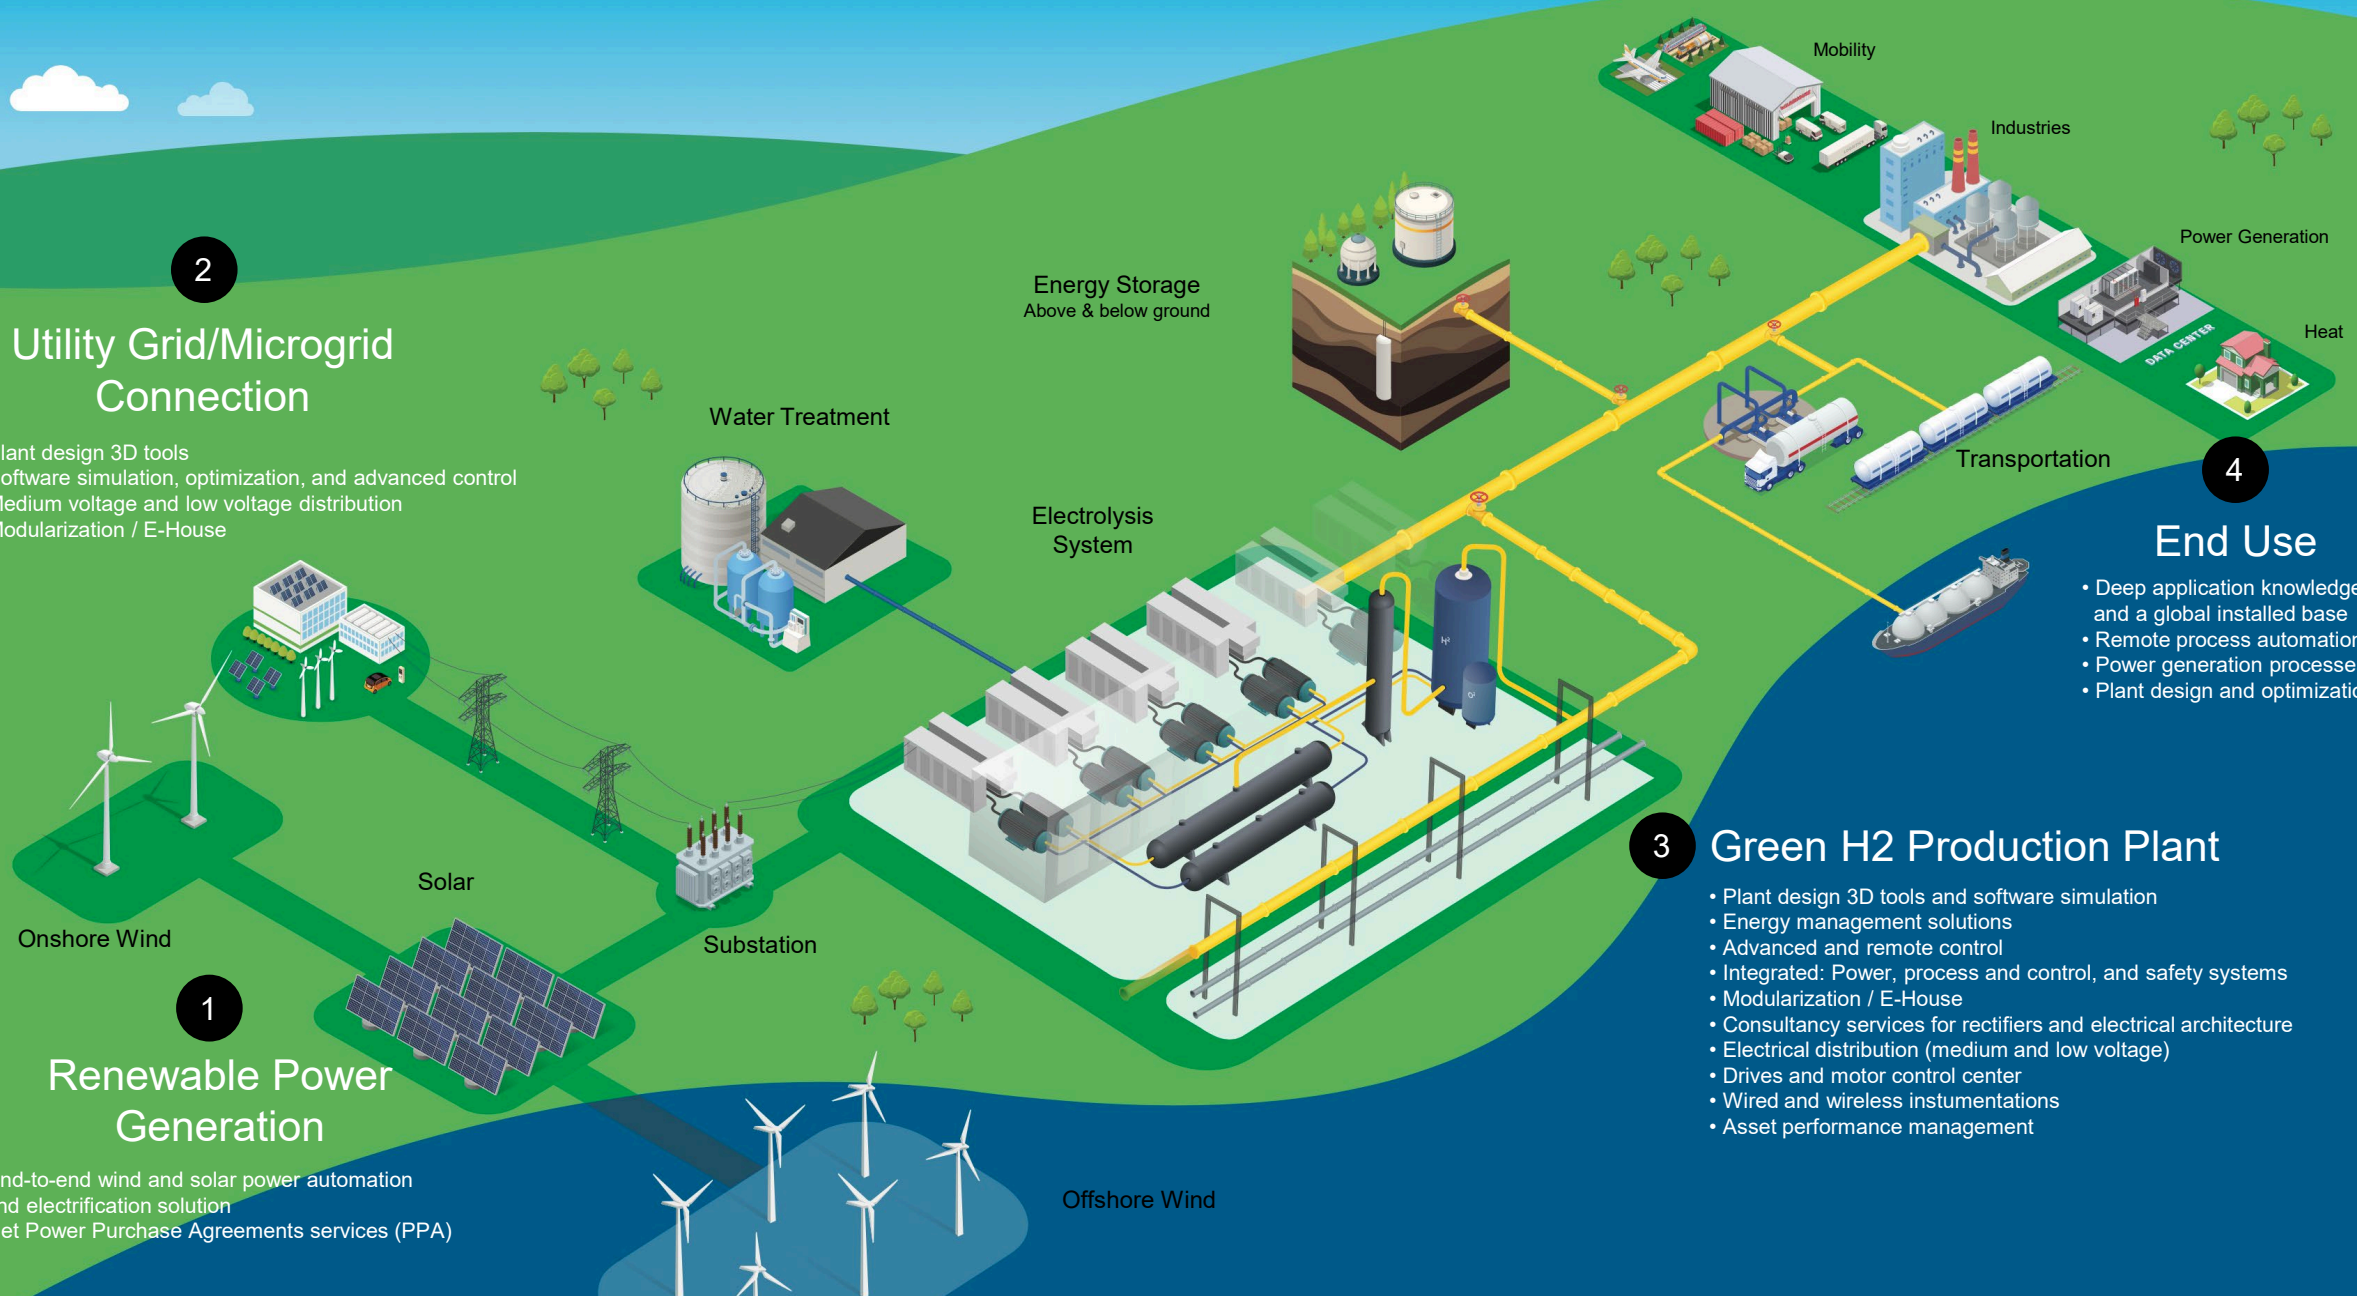 Mobility
Industries
Power Generation
Heat
DATA CENTER
Energy Storage
Above & below ground
2
Utility Grid/Microgrid
Connection
lant design 3D tools
oftware simulation, optimization, and advanced control
edium voltage and low voltage distribution
odularization / E-House
Water Treatment
Electrolysis
System
Transportation
4
End Use
• Deep application knowledge
and a global installed base
• Remote process automation
• Power generation processe
• Plant design and optimizatio
H²
O²
Solar
Onshore Wind
Substation
3
Green H2 Production Plant
• Plant design 3D tools and software simulation
• Energy management solutions
• Advanced and remote control
• Integrated: Power, process and control, and safety systems
• Modularization / E-House
• Consultancy services for rectifiers and electrical architecture
• Electrical distribution (medium and low voltage)
• Drives and motor control center
• Wired and wireless instumentations
• Asset performance management
1
Renewable Power
Generation
nd-to-end wind and solar power automation
nd electrification solution
et Power Purchase Agreements services (PPA)
Offshore Wind